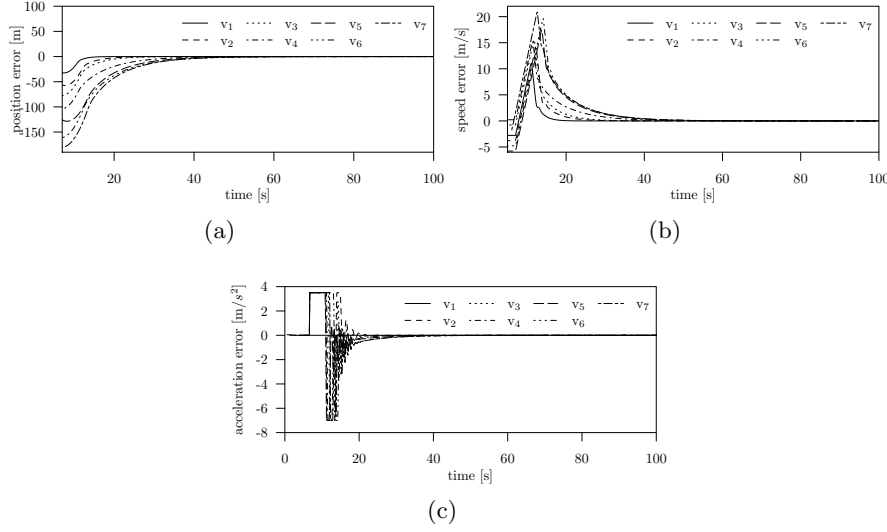 position error [m]
100
50
0
-50
-100
-150
v1 v3 v5 v7
v2 v4 v6
20 40 60 80 100
time [s]
(a)
speed error [m/s]
20
15
10
5
0
-5
v1 v3 v5 v7
v2 v4 v6
20 40 60 80 100
time [s]
(b)
acceleration error [m/s²]
4
2
0
-2
-4
-6
-8
v1 v3 v5 v7
v2 v4 v6
0 20 40 60 80 100
time [s]
(c)